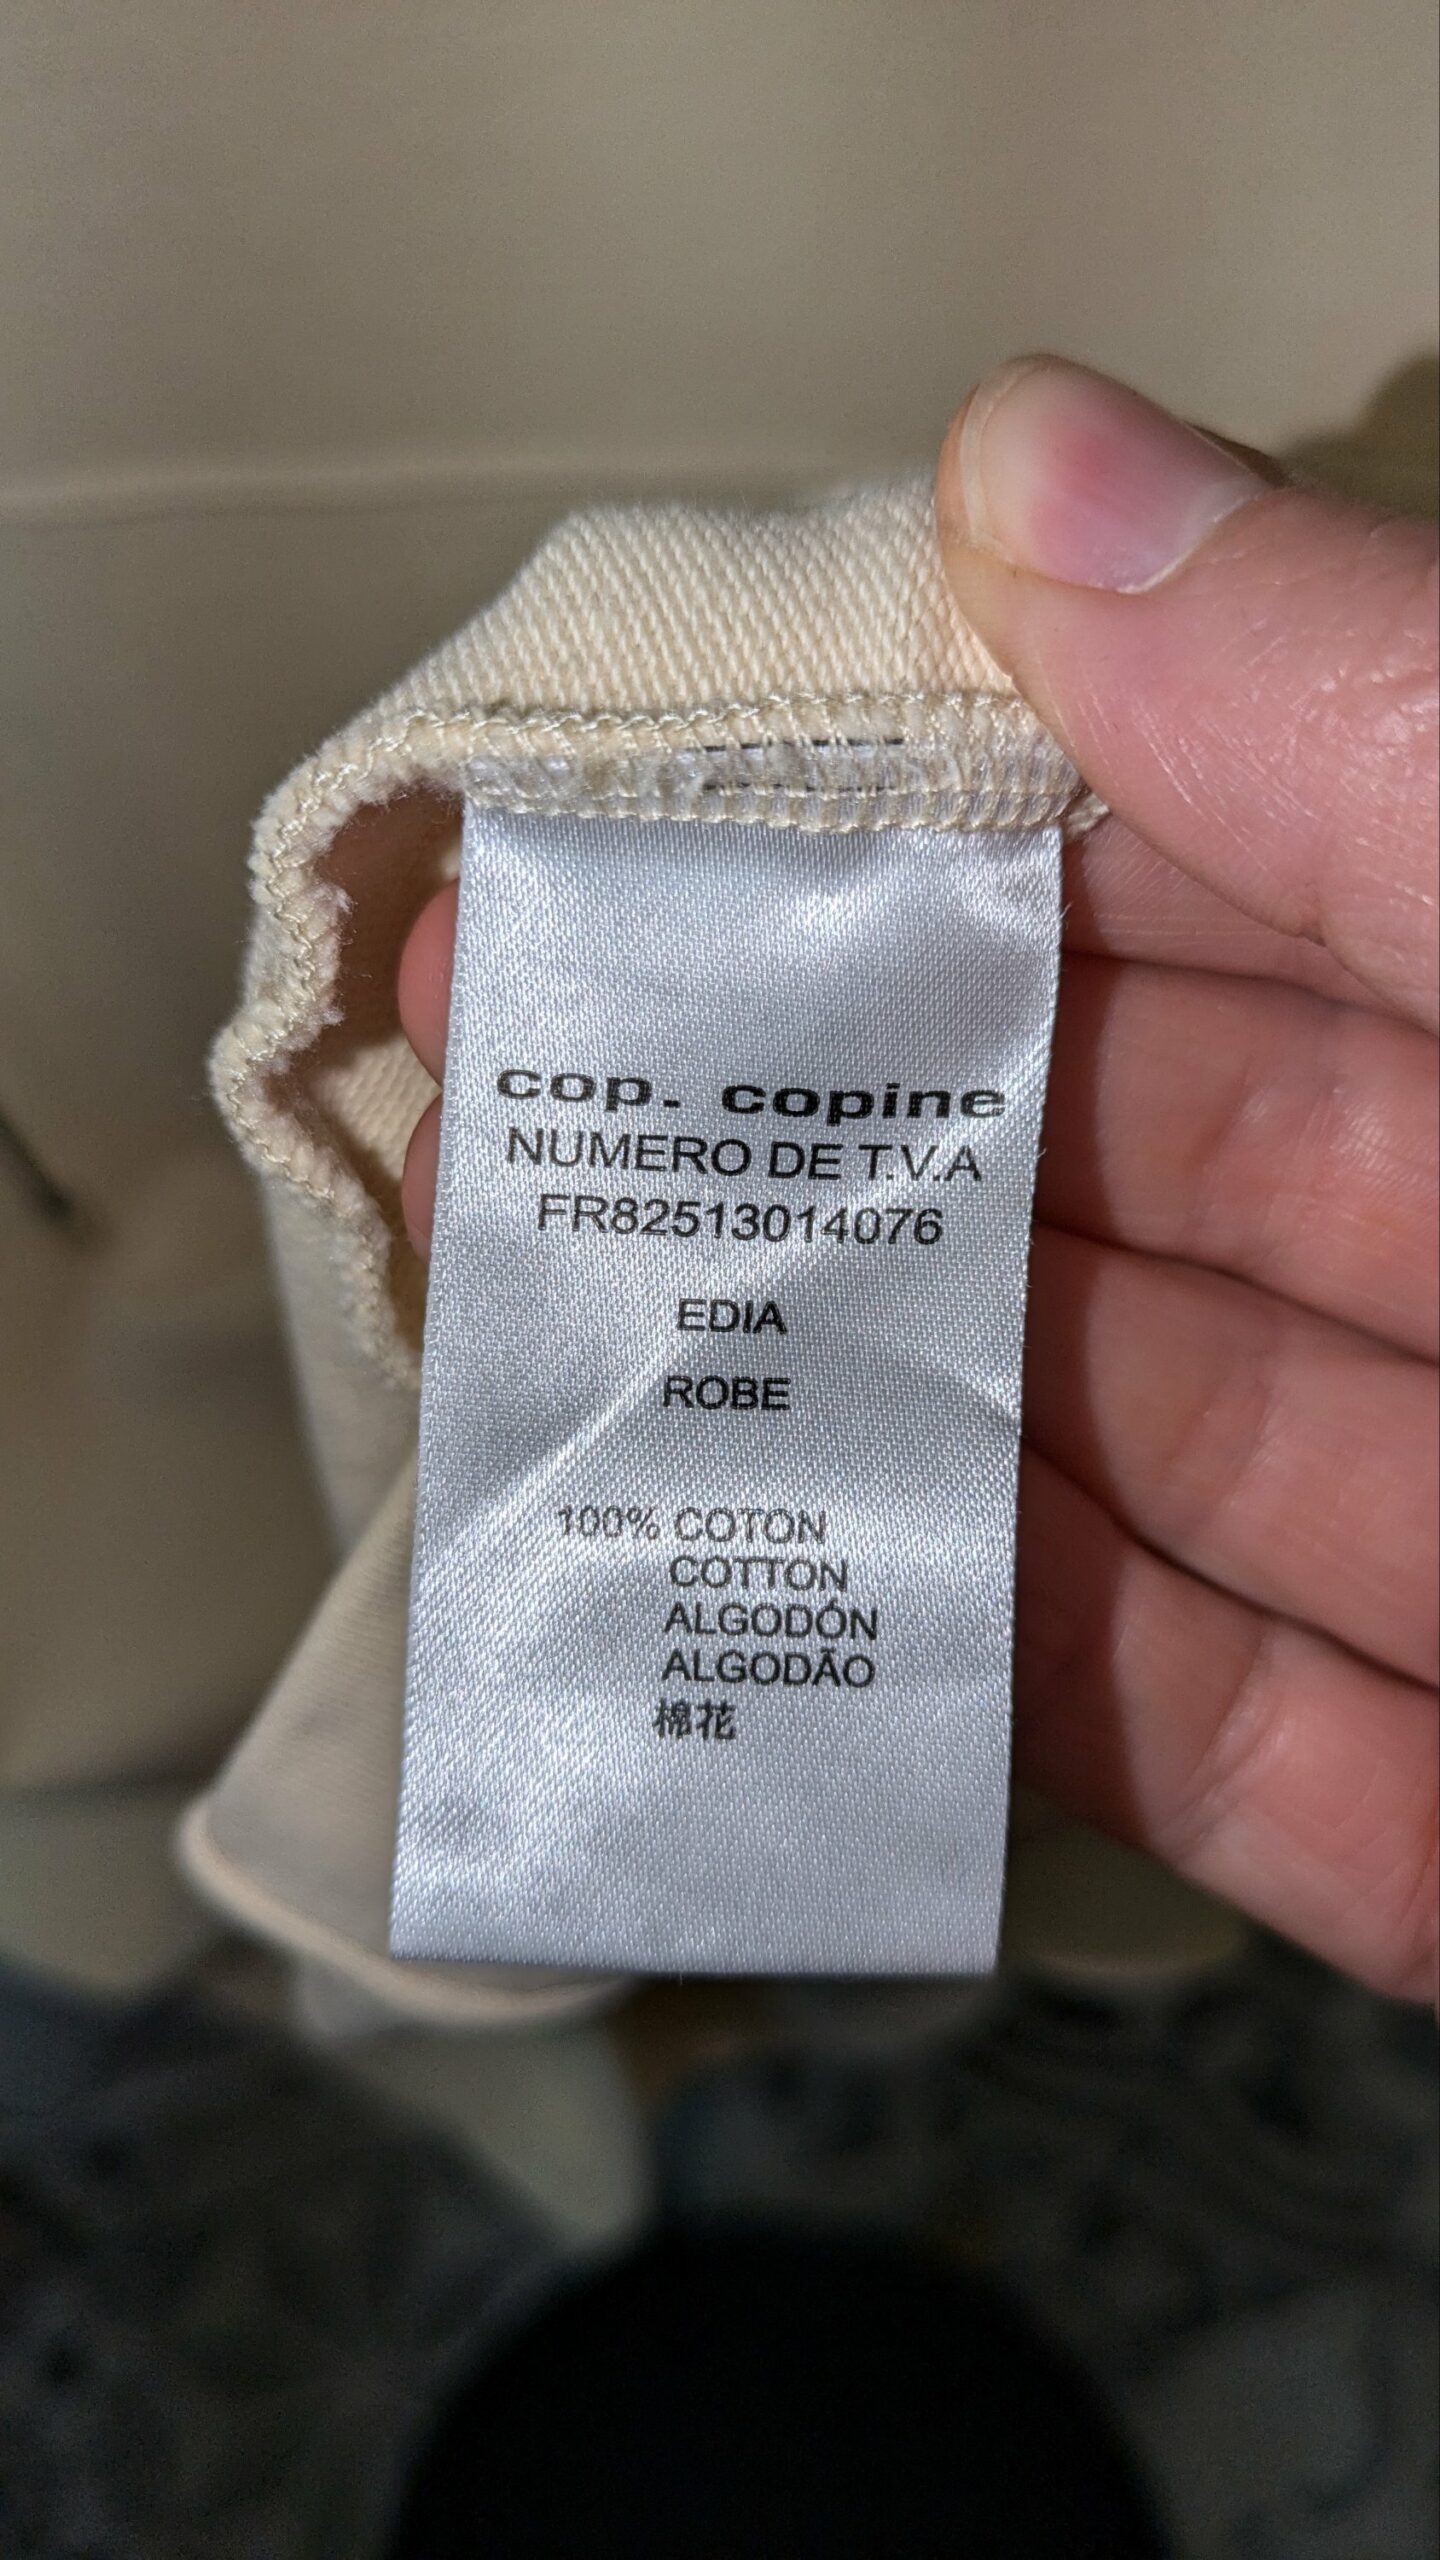 cop. copine
NUMERO DE T.V.A
FR82513014076
EDIA
ROBE
100% COTON
COTTON
ALGODÓN
ALGODÃO
棉花